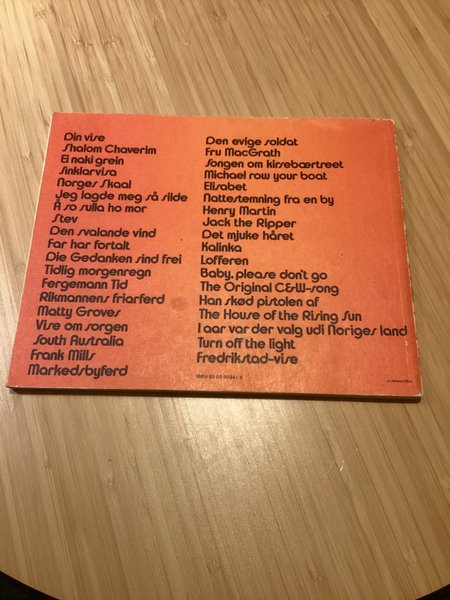 Din vise
Shalom Chaverim
Ei naki grein
Sinklarvisa
Norges Skaal
Jeg lagde meg så silde
Å so sulla ho mor
Stev
Den svalande vind
Far har fortalt
Die Gedanken sind frei
Tidlig morgenregn
Fergemann Tid
Rikmannens friarferd
Matty Groves
Vise om sorgen
South Australia
Frank Mills
Markedsbyferd
Den evige soldat
Fru MacGrath
Songen om kirsebærtreet
Michael row your boat
Elisabet
Nattestemning fra en by
Henry Martin
Jack the Ripper
Det mjuke håret
Kalinka
Lofferen
Baby, please don't go
The Original C&W-song
Han skød pistolen af
The House of the Rising Sun
I aar var der valg udi Noriges land
Turn off the light
Fredrikstad-vise
ISBN 82 05 00941 6